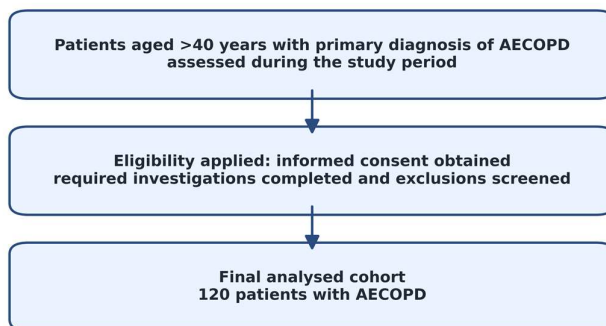 Patients aged >40 years with primary diagnosis of AECOPD
assessed during the study period
Eligibility applied: informed consent obtained
required investigations completed and exclusions screened
Final analysed cohort
120 patients with AECOPD